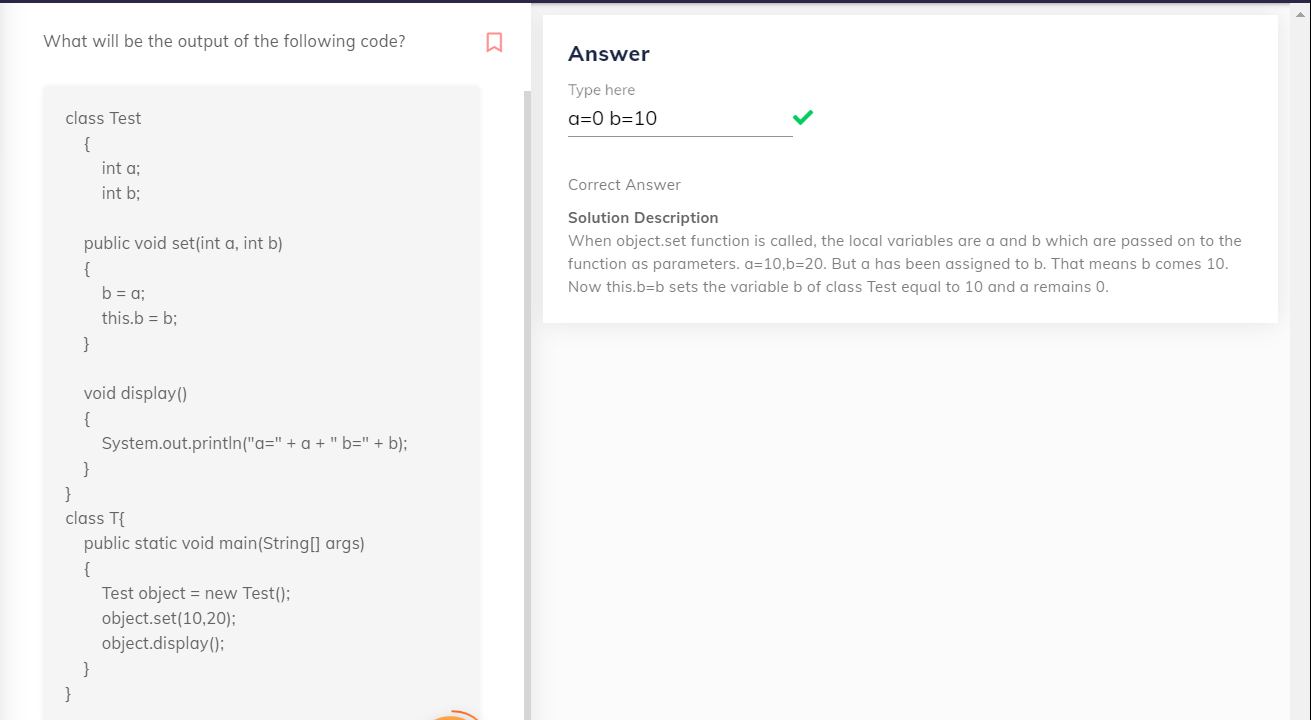 What will be the output of the following code?
class Test
{
int a;
int b;
public void set(int a, int b)
{
b = a;
this.b = b;
}
void display()
{
System.out.println("a=" + a + " b=" + b);
}
}
class T{
public static void main(String[] args)
{
Test object = new Test();
object.set(10,20);
object.display();
}
}
Answer
Type here
a=0 b=10
Correct Answer
Solution Description
When object.set function is called, the local variables are a and b which are passed on to the
function as parameters. a=10,b=20. But a has been assigned to b. That means b comes 10.
Now this.b=b sets the variable b of class Test equal to 10 and a remains 0.